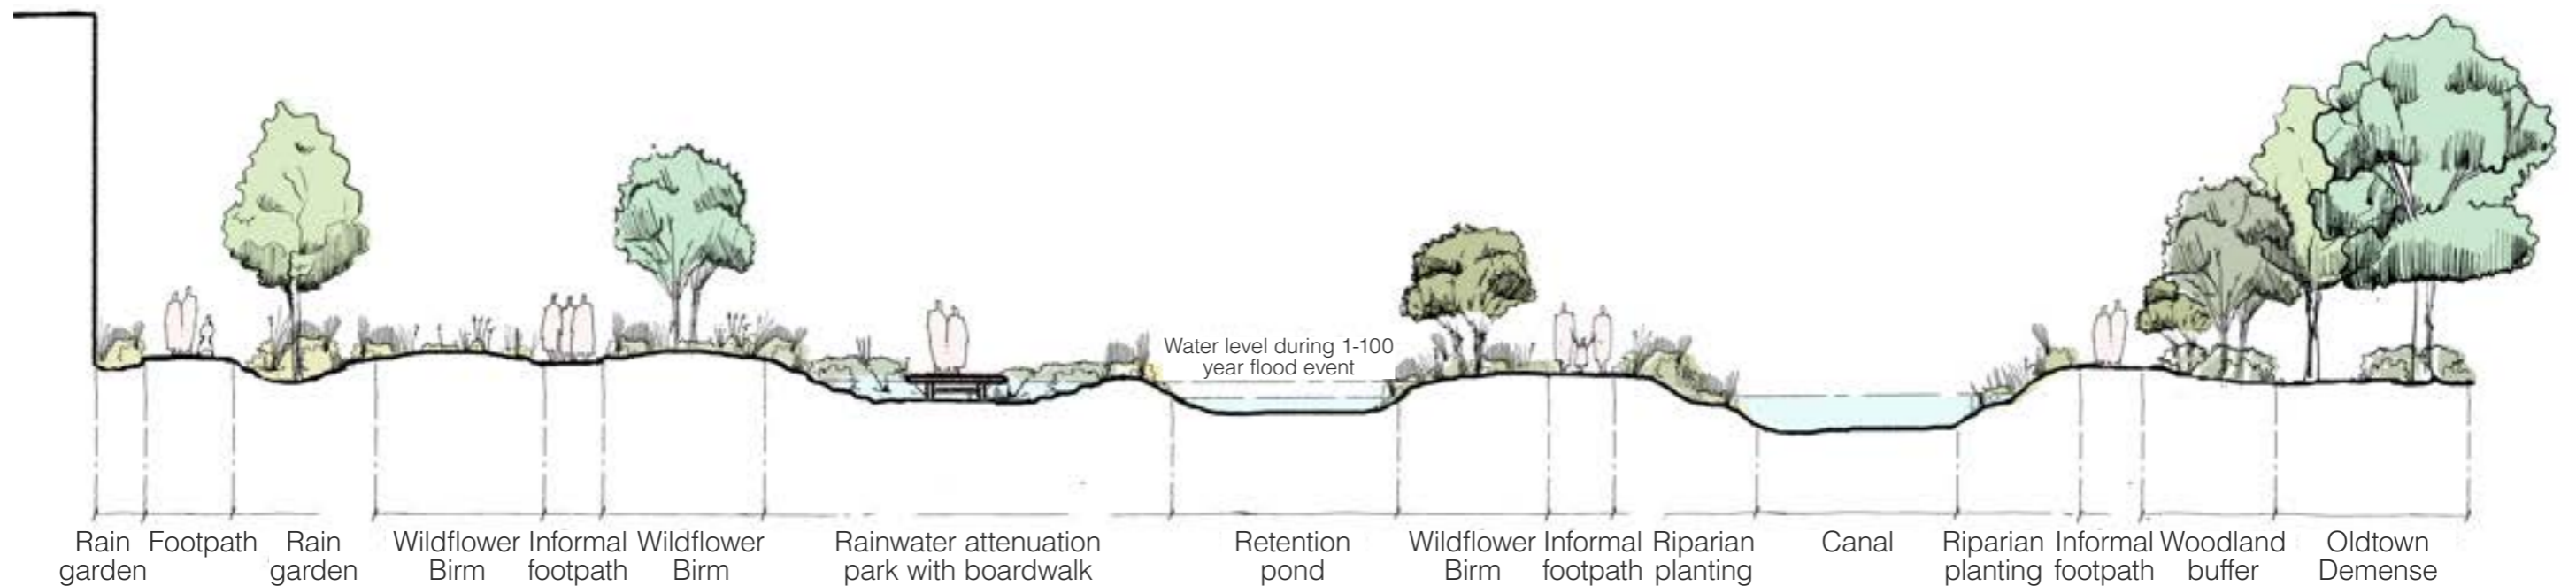 Water level during 1-100
year flood event
Rain
garden
Footpath
Rain
garden
Wildflower
Birm
Informal
footpath
Wildflower
Birm
Rainwater attenuation
park with boardwalk
Retention
pond
Wildflower
Birm
Informal
footpath
Riparian
planting
Canal
Riparian
planting
Informal
footpath
Woodland
buffer
Oldtown
Demense